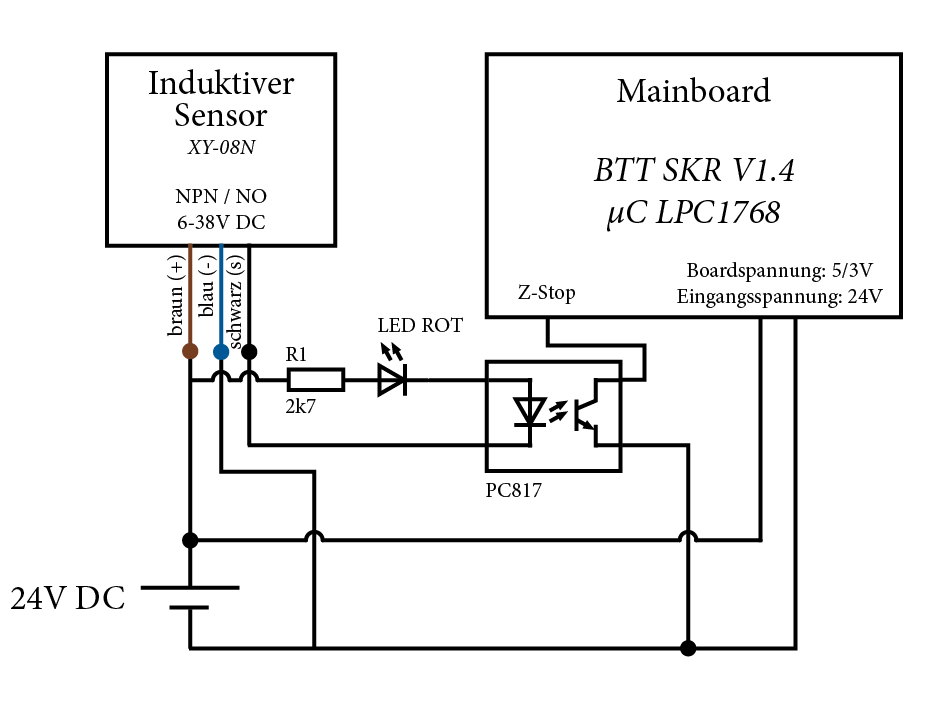 Induktiver
Sensor
XY-08N
NPN / NO
6-38V DC
braun (+)
blau (-)
schwarz (s)
Mainboard
BTT SKR V1.4
µC LPC1768
Boardspannung: 5/3V
Eingangsspannung: 24V
Z-Stop
LED ROT
R1
2k7
PC817
24V DC